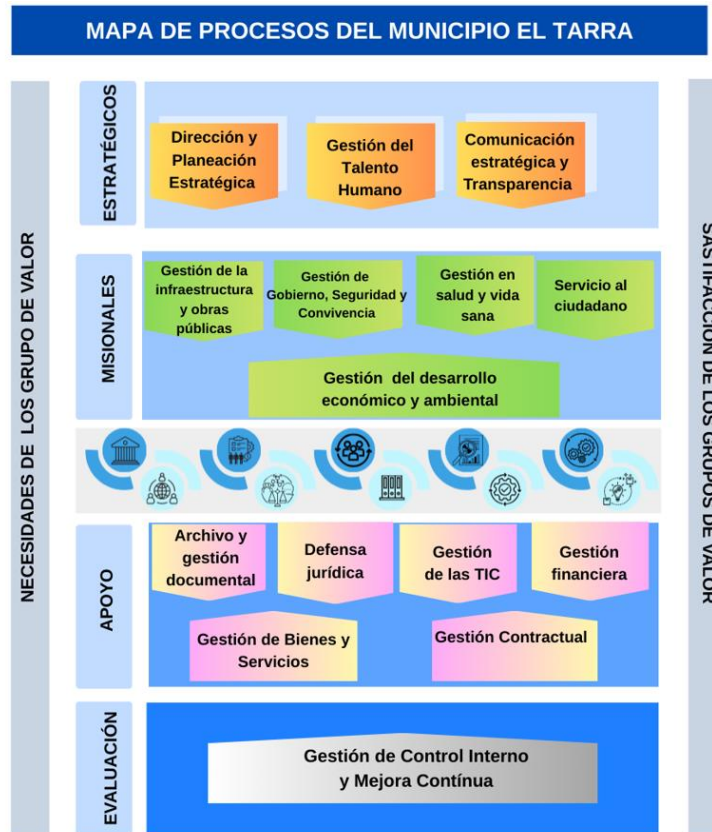 MAPA DE PROCESOS DEL MUNICIPIO EL TARRA
NECESIDADES DE LOS GRUPO DE VALOR
ESTRATÉGICOS
Dirección y
Planeación
Estratégica
Gestión del
Talento
Humano
Comunicación
estratégica y
Transparencia
MISIONALES
Gestión de la
infraestructura
y obras
públicas
Gestión de
Gobierno, Seguridad y
Convivencia
Gestión en
salud y vida
sana
Servicio al
ciudadano
Gestión del desarrollo
económico y ambiental
APOYO
Archivo y
gestión
documental
Defensa
jurídica
Gestión
de las TIC
Gestión
financiera
Gestión de Bienes y
Servicios
Gestión Contractual
EVALUACIÓN
Gestión de Control Interno
y Mejora Contínua
SASTIFACCIÓN DE LOS GRUPOS DE VALOR